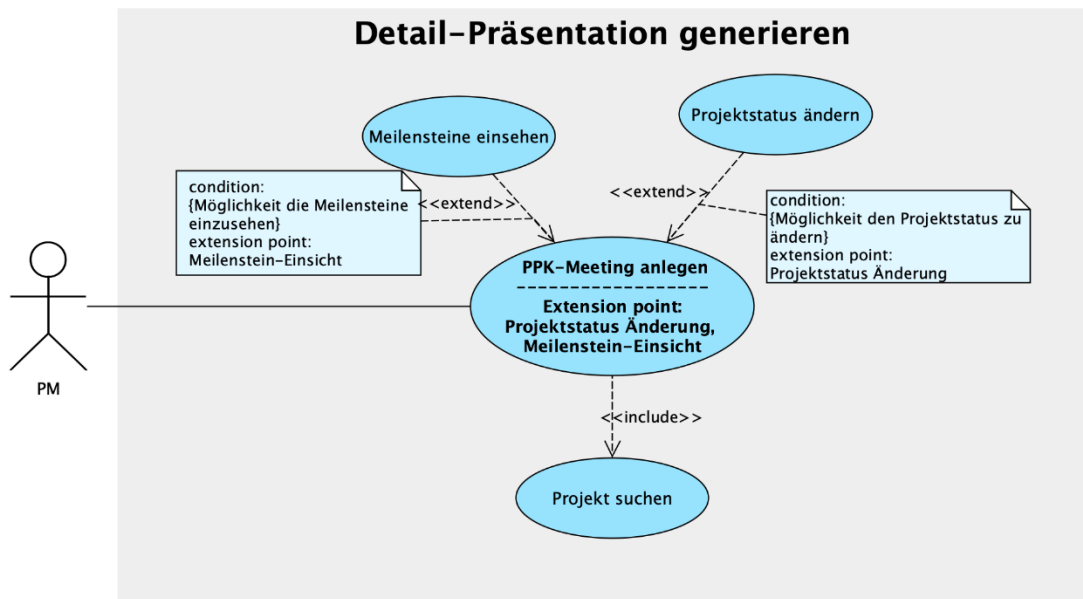 Detail-Präsentation generieren
Meilensteine einsehen
Projektstatus ändern
condition:
{Möglichkeit die Meilensteine
einzusehen}
extension point:
Meilenstein-Einsicht
<<extend>>
<<extend>>
condition:
{Möglichkeit den Projektstatus zu
ändern}
extension point:
Projektstatus Änderung
PPK-Meeting anlegen
Extension point:
Projektstatus Änderung,
Meilenstein-Einsicht
PM
<<include>>
Projekt suchen